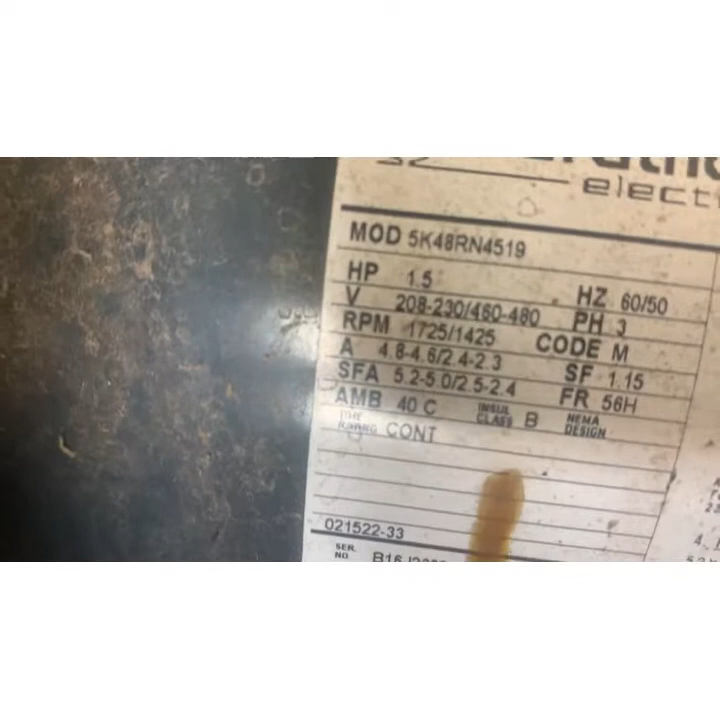 elect
MOD 5K48RN4519
HP 1.5 HZ 60/50
V 208-230/460-480 PH 3
RPM 1725/1425 CODE M
A 4.8-4.6/2.4-2.3 SF 1.15
SFA 5.2-5.0/2.5-2.4 FR 56H
AMB 40 C INSUL CLASS B NEMA DESIGN
TIME RATING CONT
021522-33
SER. NO B16